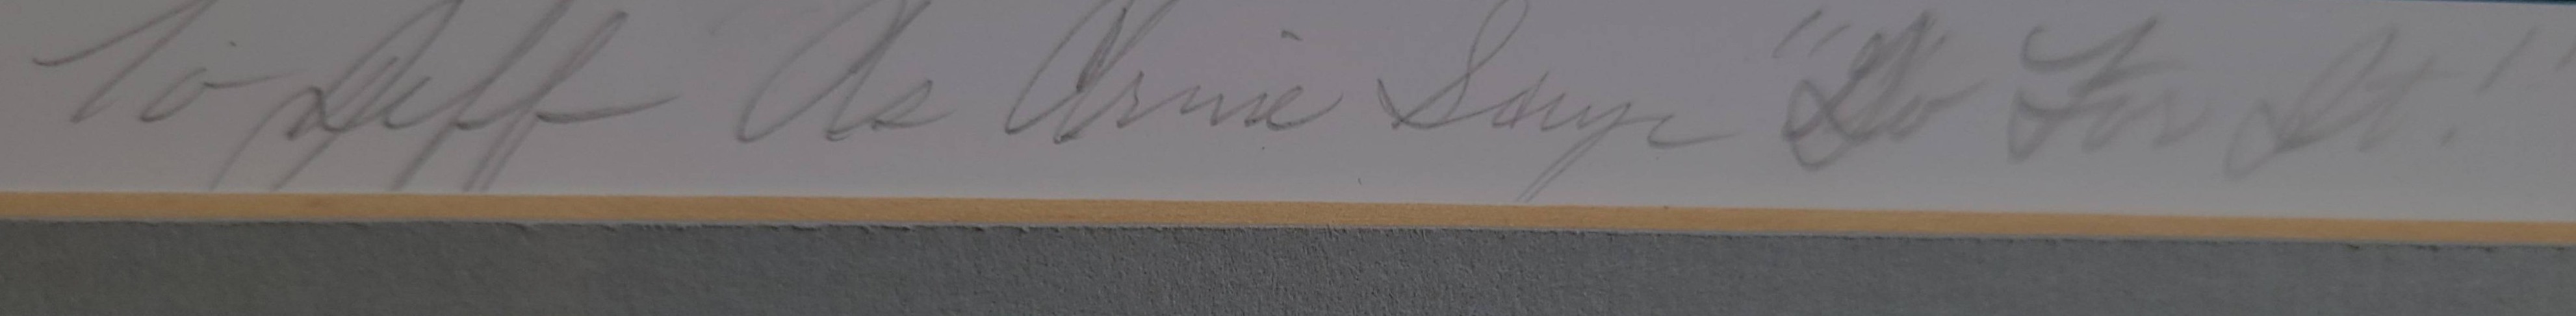 To Jeff As Arnie Says "Go For It!"